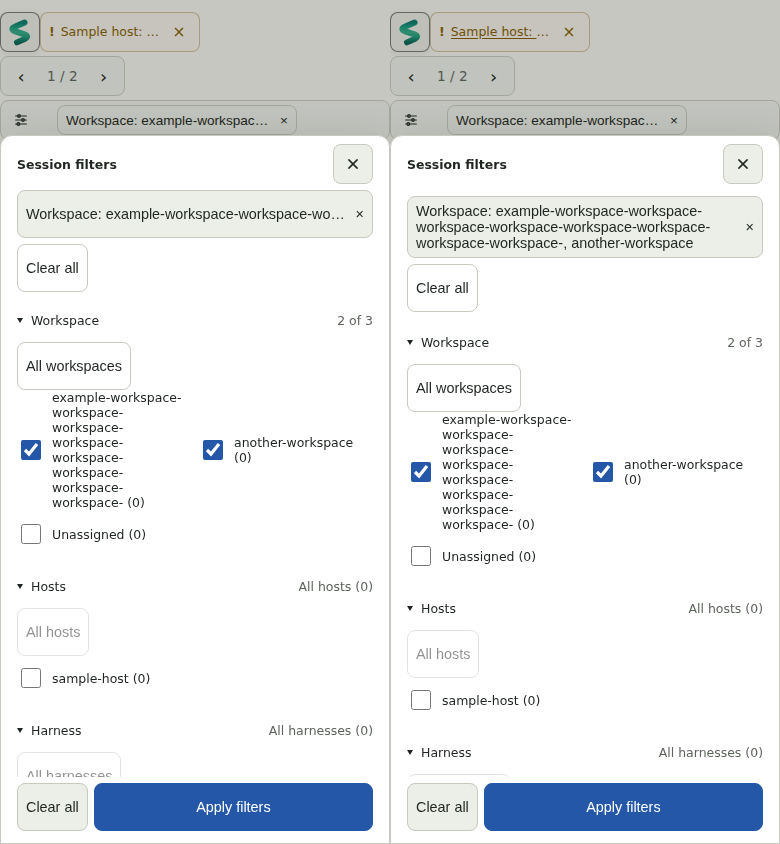 ! Sample host: ... ×
‹ 1 / 2 ›
Workspace: example-workspac... ×
Session filters ×
Workspace: example-workspace-workspace-wo... ×
Clear all
▾ Workspace 2 of 3
All workspaces
example-workspace-
workspace-
workspace-
workspace-
workspace-
workspace-
workspace-
workspace- (0)
another-workspace
(0)
Unassigned (0)
▾ Hosts All hosts (0)
All hosts
sample-host (0)
▾ Harness All harnesses (0)
All harnesses
Clear all
Apply filters
! Sample host: ... ×
‹ 1 / 2 ›
Workspace: example-workspac... ×
Session filters ×
Workspace: example-workspace-workspace-
workspace-workspace-workspace-workspace-
workspace-workspace-, another-workspace ×
Clear all
▾ Workspace 2 of 3
All workspaces
example-workspace-
workspace-
workspace-
workspace-
workspace-
workspace-
workspace-
workspace- (0)
another-workspace
(0)
Unassigned (0)
▾ Hosts All hosts (0)
All hosts
sample-host (0)
▾ Harness All harnesses (0)
Clear all
Apply filters